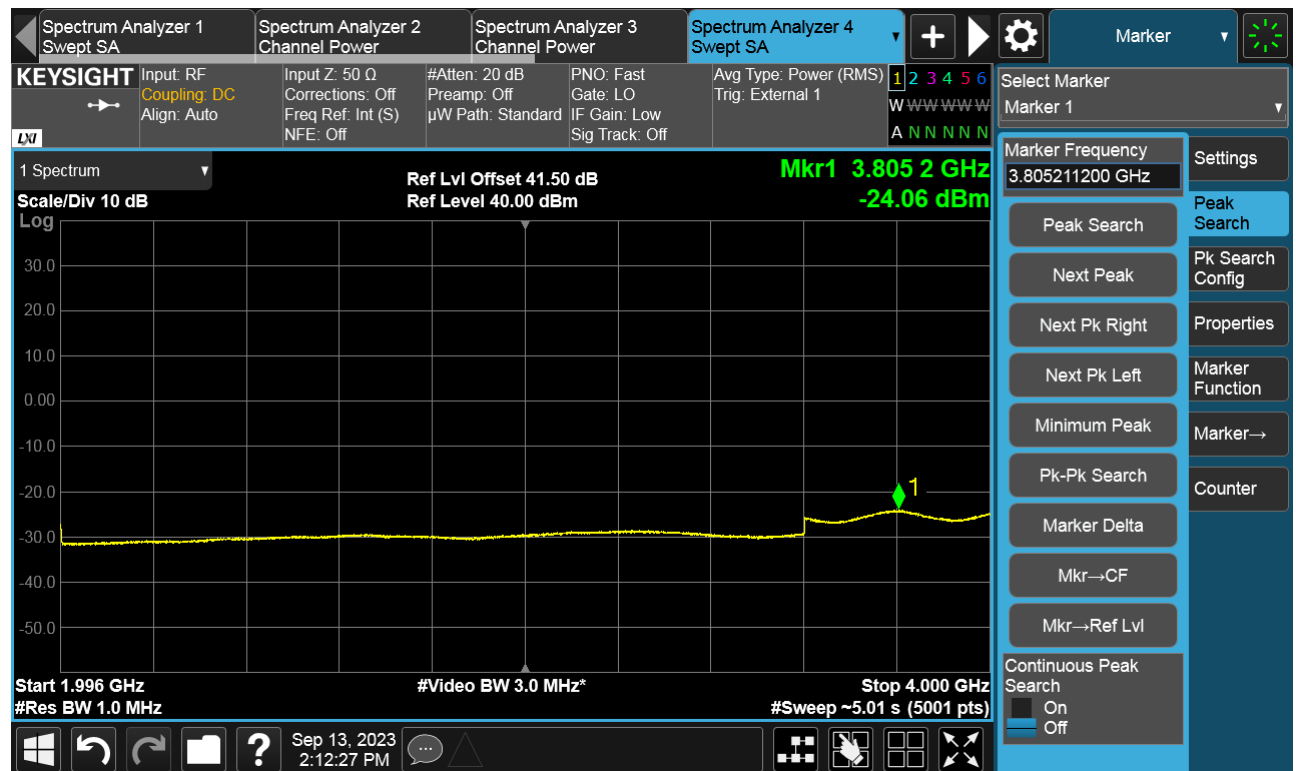 Spectrum Analyzer 1
Swept SA
Spectrum Analyzer 2
Channel Power
Spectrum Analyzer 3
Channel Power
Spectrum Analyzer 4
Swept SA
Marker
KEYSIGHT
LXI
Input: RF
Coupling: DC
Align: Auto
Input Z: 50 Ω
Corrections: Off
Freq Ref: Int (S)
NFE: Off
#Atten: 20 dB
Preamp: Off
µW Path: Standard
PNO: Fast
Gate: LO
IF Gain: Low
Sig Track: Off
Avg Type: Power (RMS)
Trig: External 1
1 2 3 4 5 6
W W W W W W
A N N N N N
Select Marker
Marker 1
1 Spectrum
Scale/Div 10 dB
Log
Ref Lvl Offset 41.50 dB
Ref Level 40.00 dBm
Mkr1 3.805 2 GHz
-24.06 dBm
30.0
20.0
10.0
0.00
-10.0
-20.0
-30.0
-40.0
-50.0
1
Start 1.996 GHz
#Res BW 1.0 MHz
#Video BW 3.0 MHz*
Stop 4.000 GHz
#Sweep ~5.01 s (5001 pts)
Marker Frequency
3.805211200 GHz
Peak Search
Next Peak
Next Pk Right
Next Pk Left
Minimum Peak
Pk-Pk Search
Marker Delta
Mkr→CF
Mkr→Ref Lvl
Continuous Peak
Search
On
Off
Settings
Peak
Search
Pk Search
Config
Properties
Marker
Function
Marker→
Counter
?
Sep 13, 2023
2:12:27 PM